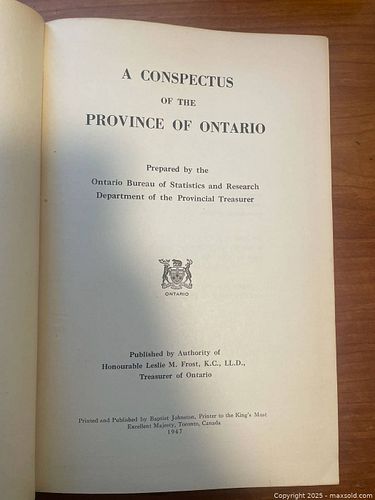 A CONSPECTUS
OF THE
PROVINCE OF ONTARIO
Prepared by the
Ontario Bureau of Statistics and Research
Department of the Provincial Treasurer
ONTARIO
Published by Authority of
Honourable Leslie M. Frost, K.C., LL.D.,
Treasurer of Ontario
Printed and Published by Baptist Johnston, Printer to the King's Most
Excellent Majesty, Toronto, Canada
1947
Copyright 2025 - maxsold.com